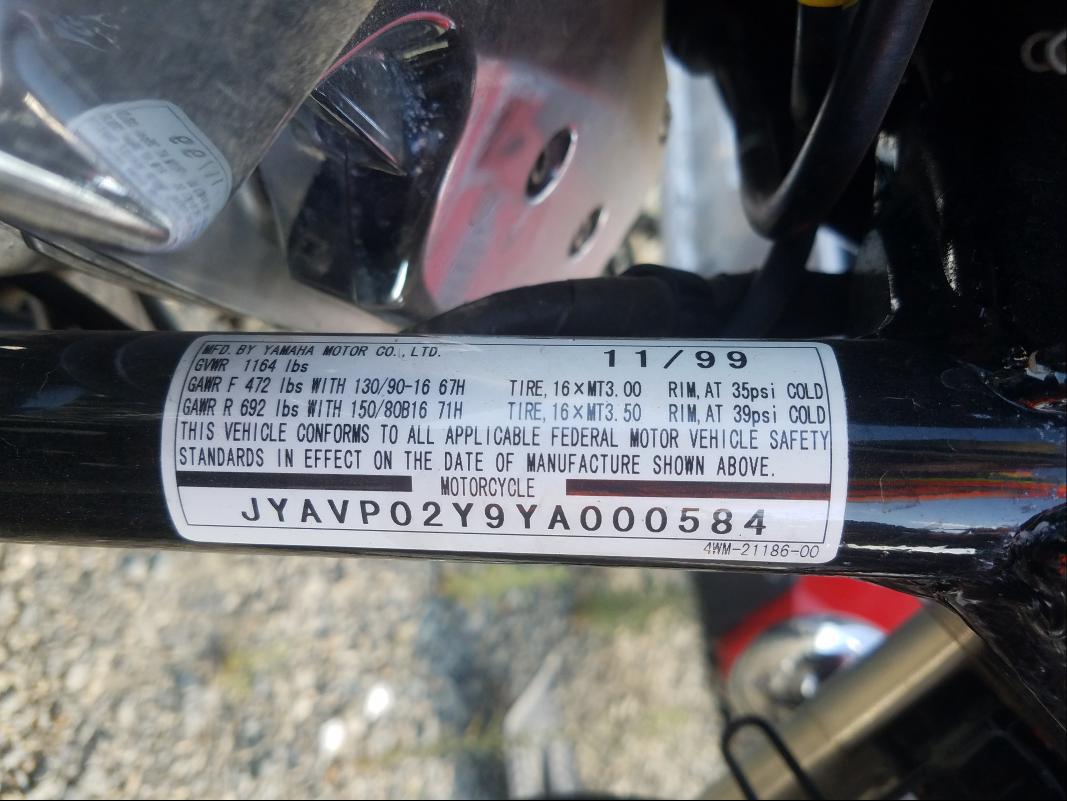 MFD. BY YAMAHA MOTOR CO., LTD. 11/99
GVWR 1164 lbs
GAWR F 472 lbs WITH 130/90-16 67H TIRE, 16×MT3.00 RIM, AT 35psi COLD
GAWR R 692 lbs WITH 150/80B16 71H TIRE, 16×MT3.50 RIM, AT 39psi COLD
THIS VEHICLE CONFORMS TO ALL APPLICABLE FEDERAL MOTOR VEHICLE SAFETY
STANDARDS IN EFFECT ON THE DATE OF MANUFACTURE SHOWN ABOVE.
MOTORCYCLE
JYAVP02Y9YA000584
4WM-21186-00